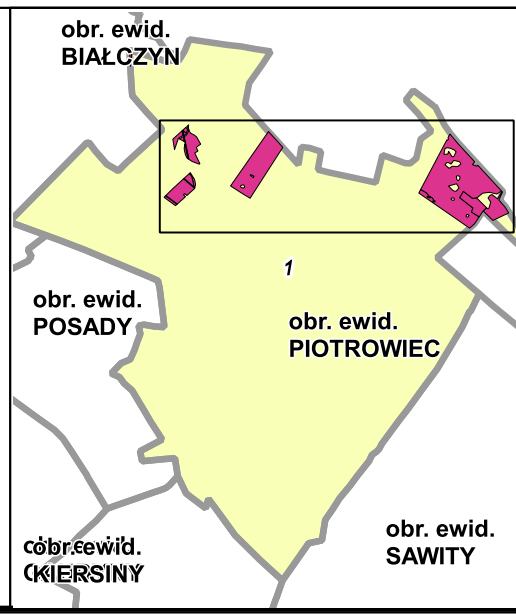 obr. ewid.
BIAŁCZYN
1
obr. ewid.
POSADY
obr. ewid.
PIOTROWIEC
obr. ewid.
SAWITY
obr. ewid.
KIERSINY